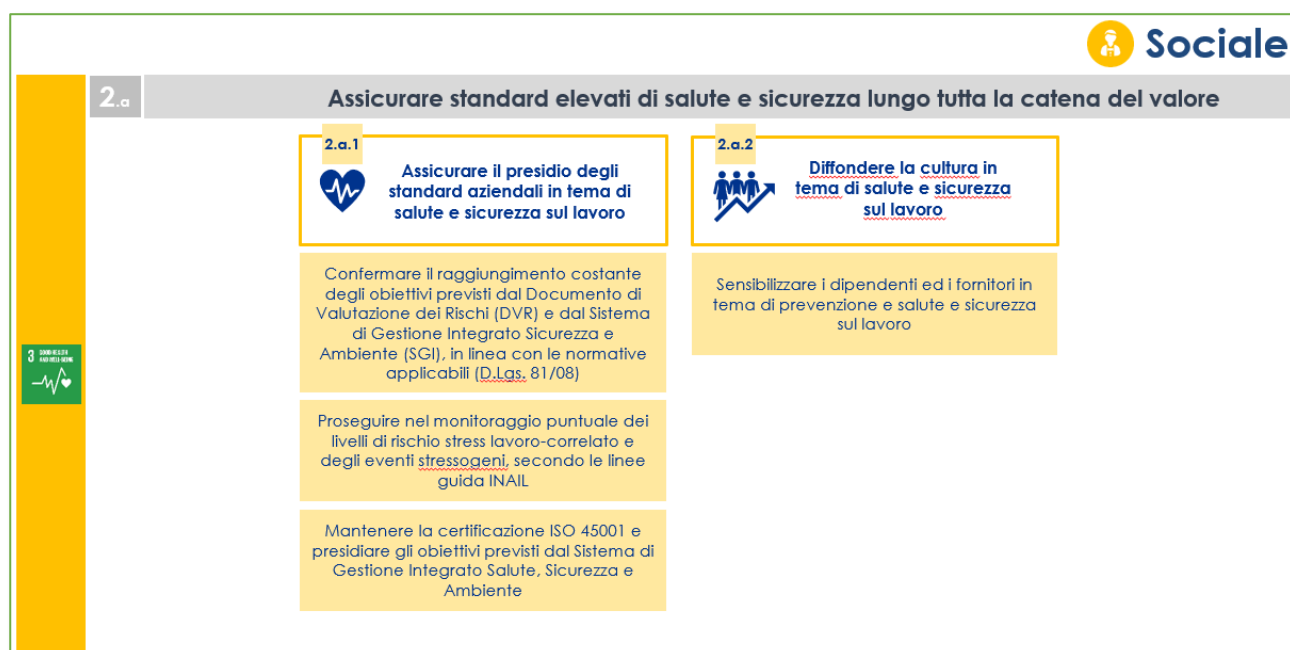 Sociale
2.a
Assicurare standard elevati di salute e sicurezza lungo tutta la catena del valore
2.a.1
Assicurare il presidio degli
standard aziendali in tema di
salute e sicurezza sul lavoro
2.a.2
Diffondere la cultura in
tema di salute e sicurezza
sul lavoro
Confermare il raggiungimento costante
degli obiettivi previsti dal Documento di
Valutazione dei Rischi (DVR) e dal Sistema
di Gestione Integrato Sicurezza e
Ambiente (SGI), in linea con le normative
applicabili (D.Lgs. 81/08)
Sensibilizzare i dipendenti ed i fornitori in
tema di prevenzione e salute e sicurezza
sul lavoro
3 GOOD HEALTH
AND WELL-BEING
Proseguire nel monitoraggio puntuale dei
livelli di rischio stress lavoro-correlato e
degli eventi stressogeni, secondo le linee
guida INAIL
Mantenere la certificazione ISO 45001 e
presidiare gli obiettivi previsti dal Sistema di
Gestione Integrato Salute, Sicurezza e
Ambiente